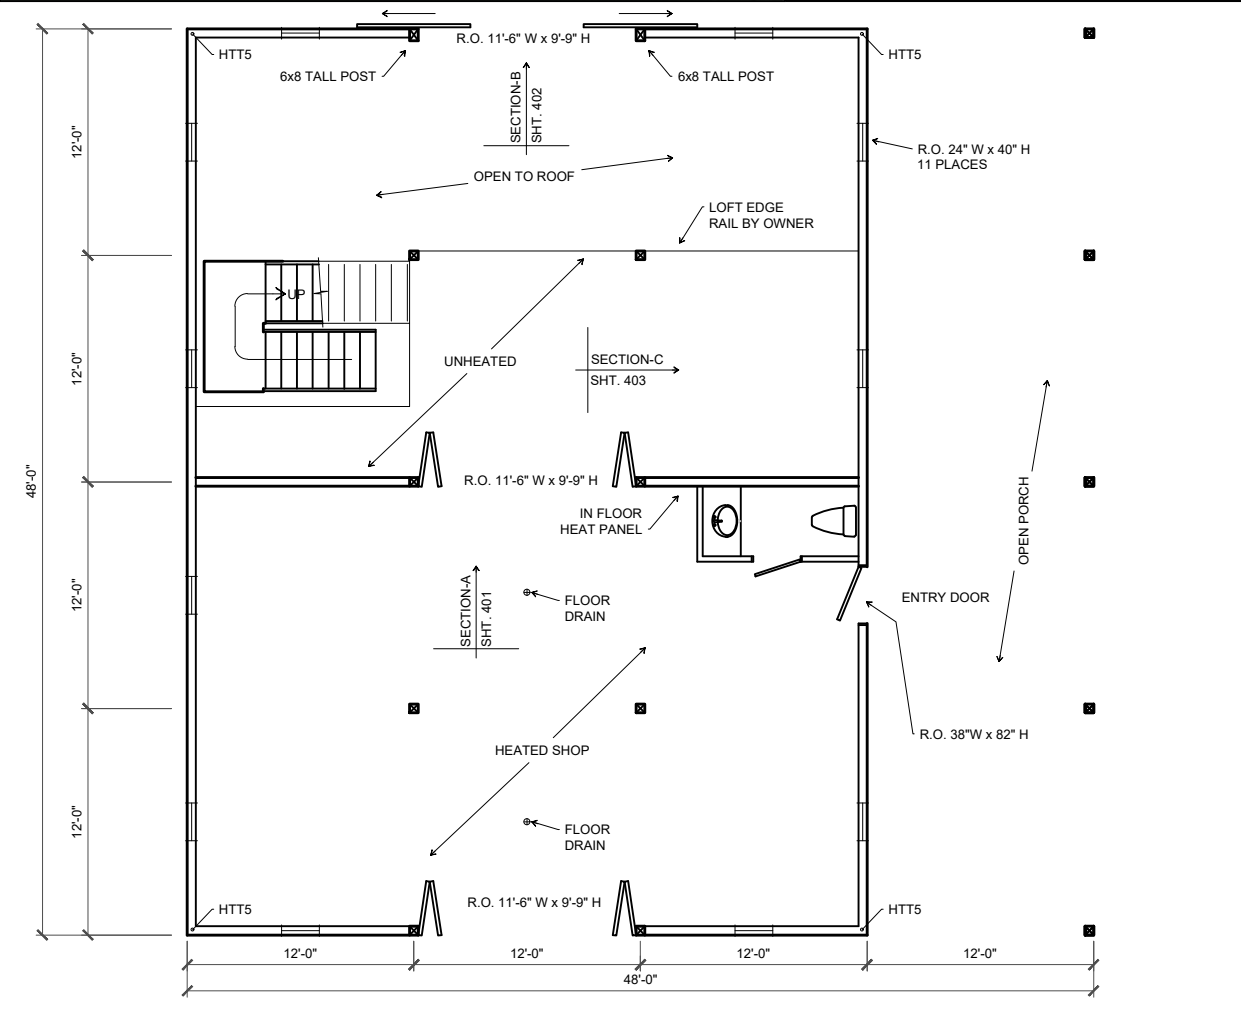 R.O. 11'-6" W x 9'-9" H
HTT5
HTT5
6x8 TALL POST
6x8 TALL POST
SECTION-B
SHT. 402
12'-0"
R.O. 24" W x 40" H
11 PLACES
OPEN TO ROOF
LOFT EDGE
RAIL BY OWNER
UP
UNHEATED
SECTION-C
SHT. 403
12'-0"
48'-0"
R.O. 11'-6" W x 9'-9" H
IN FLOOR
HEAT PANEL
OPEN PORCH
12'-0"
SECTION-A
SHT. 401
FLOOR
DRAIN
ENTRY DOOR
R.O. 38"W x 82" H
HEATED SHOP
12'-0"
FLOOR
DRAIN
R.O. 11'-6" W x 9'-9" H
HTT5
HTT5
12'-0"
12'-0"
12'-0"
12'-0"
48'-0"